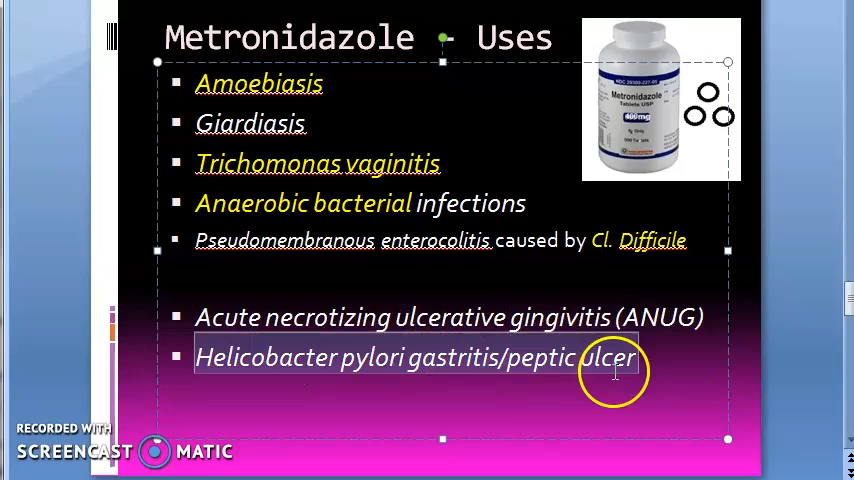 Metronidazole - Uses
Amoebiasis
Giardiasis
Trichomonas vaginitis
Anaerobic bacterial infections
Pseudomembranous enterocolitis caused by Cl. Difficile
Acute necrotizing ulcerative gingivitis (ANUG)
Helicobacter pylori gastritis/peptic ulcer
Metronidazole
Tablets USP
400mg
RECORDED WITH
SCREENCAST MATIC